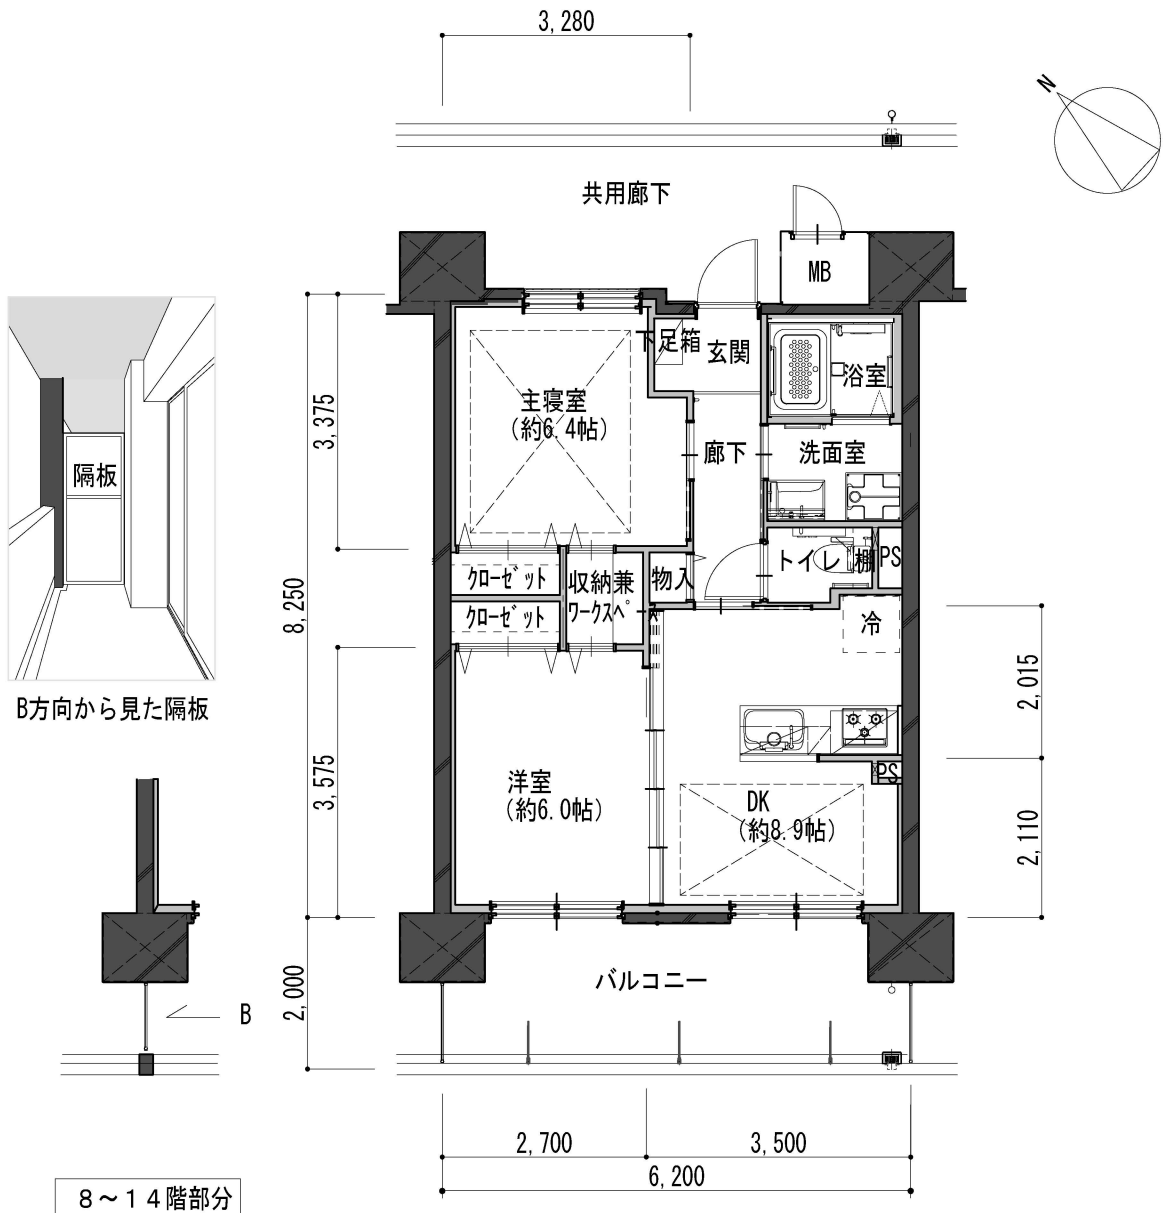 3,280
N
共用廊下
MB
下足箱
玄関
浴室
主寝室
(約6.4帖)
3,375
隔板
廊下
洗面室
トイレ
棚
PS
クローゼット
収納兼
ワークスペース
物入
クローゼット
8,250
冷
2,015
B方向から見た隔板
3,575
洋室
(約6.0帖)
DK
(約8.9帖)
PS
2,110
2,000
バルコニー
B
2,700
3,500
6,200
8~14階部分